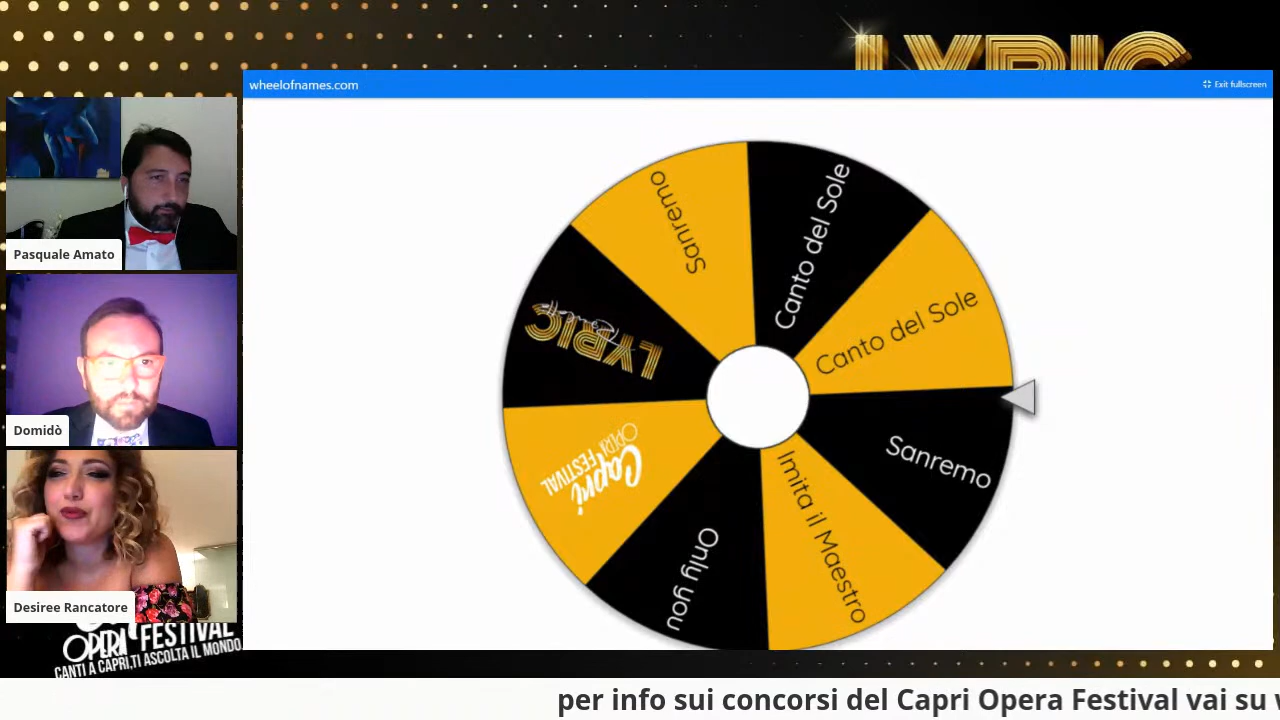 LYRIC
wheelofnames.com
Exit fullscreen
Pasquale Amato
Domidò
Desiree Rancatore
Sanremo
Canto del Sole
Canto del Sole
Sanremo
Imita il Maestro
Only you
Capri
OPERA
FESTIVAL
LYRIC
OPERA FESTIVAL
CANTI A CAPRI,TI ASCOLTA IL MONDO
per info sui concorsi del Capri Opera Festival vai su